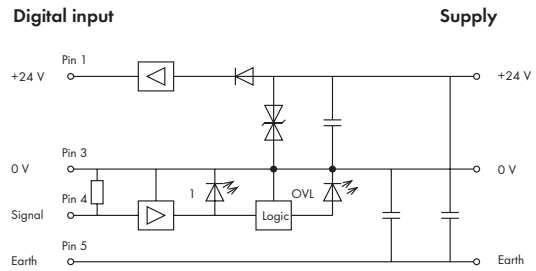 Digital input
Supply
Pin 1
+24 V
+24 V
Pin 3
0 V
0 V
Pin 4
1
OVL
Signal
Logic
Pin 5
Earth
Earth